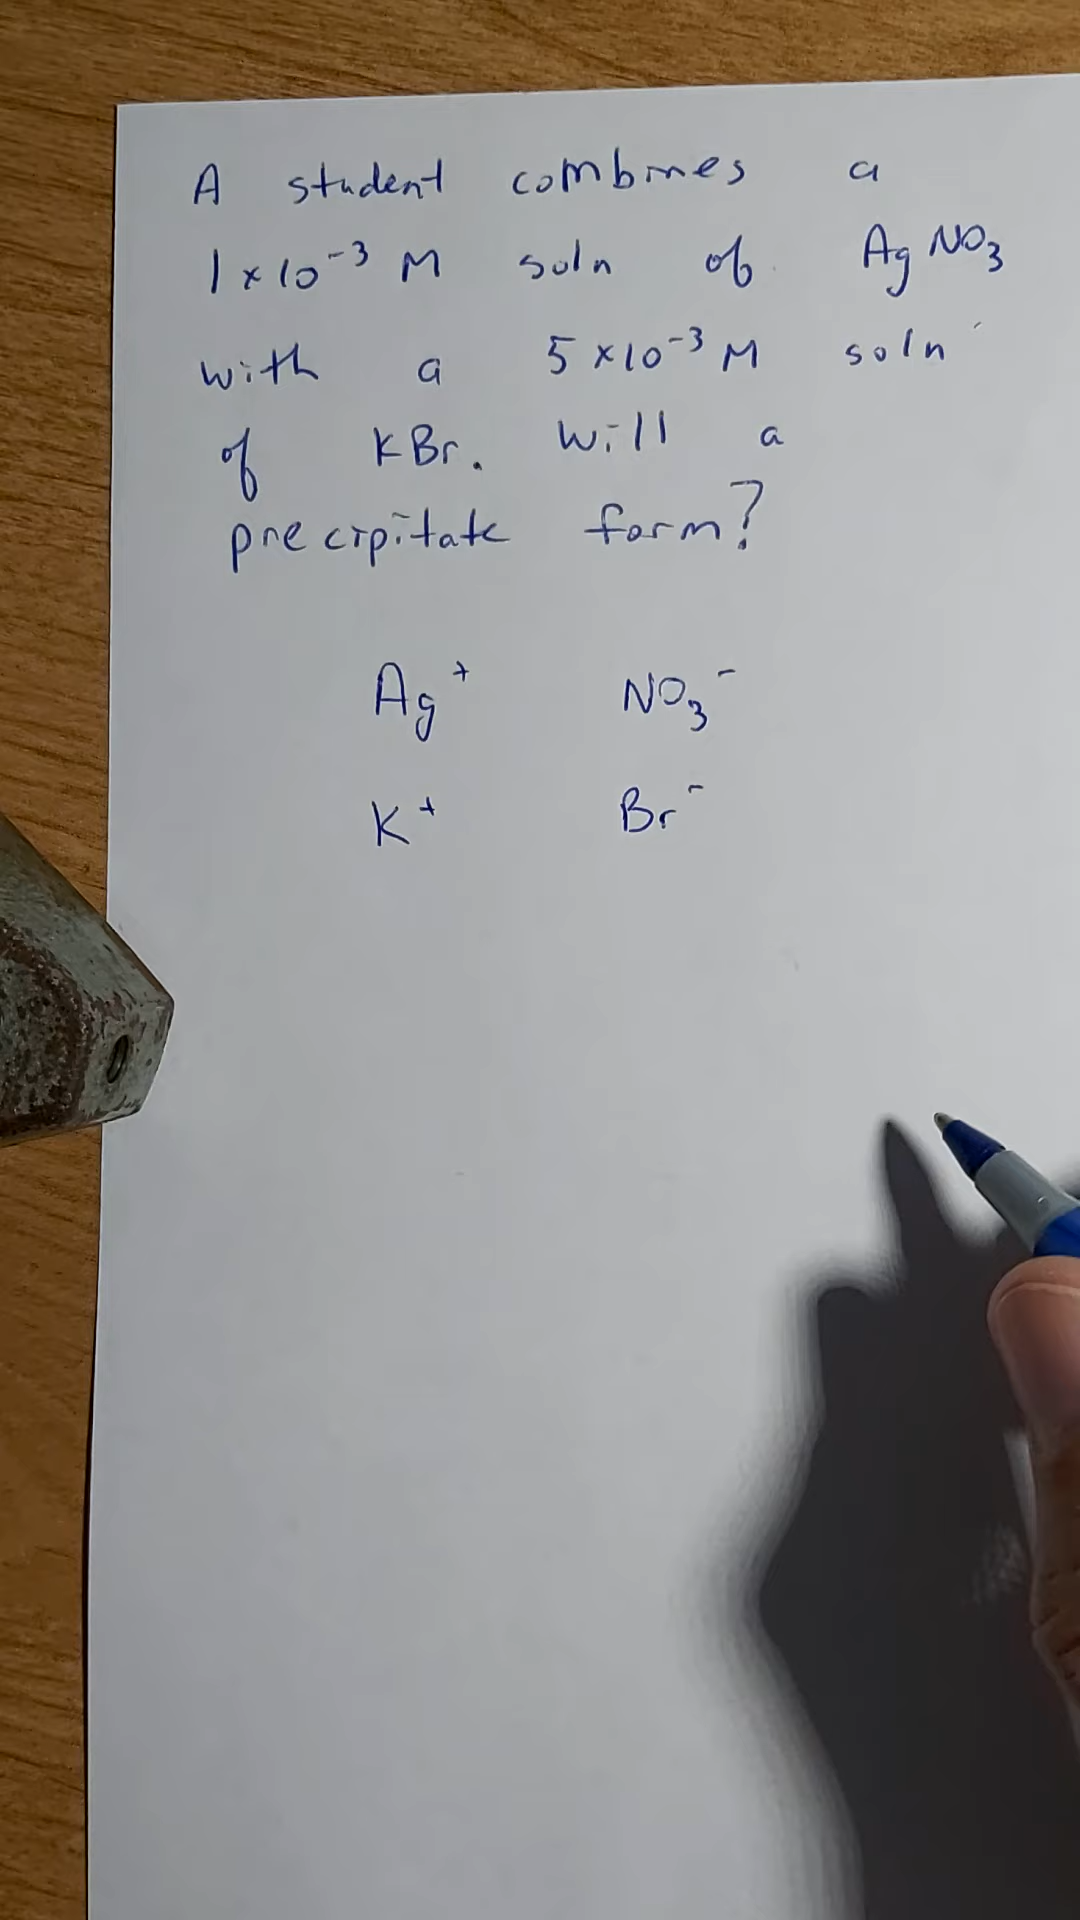 A student combines a
1 × 10⁻³ M soln of AgNO₃
with a 5 × 10⁻³ M soln
of KBr. Will a
precipitate form?
Ag⁺ NO₃⁻
K⁺ Br⁻